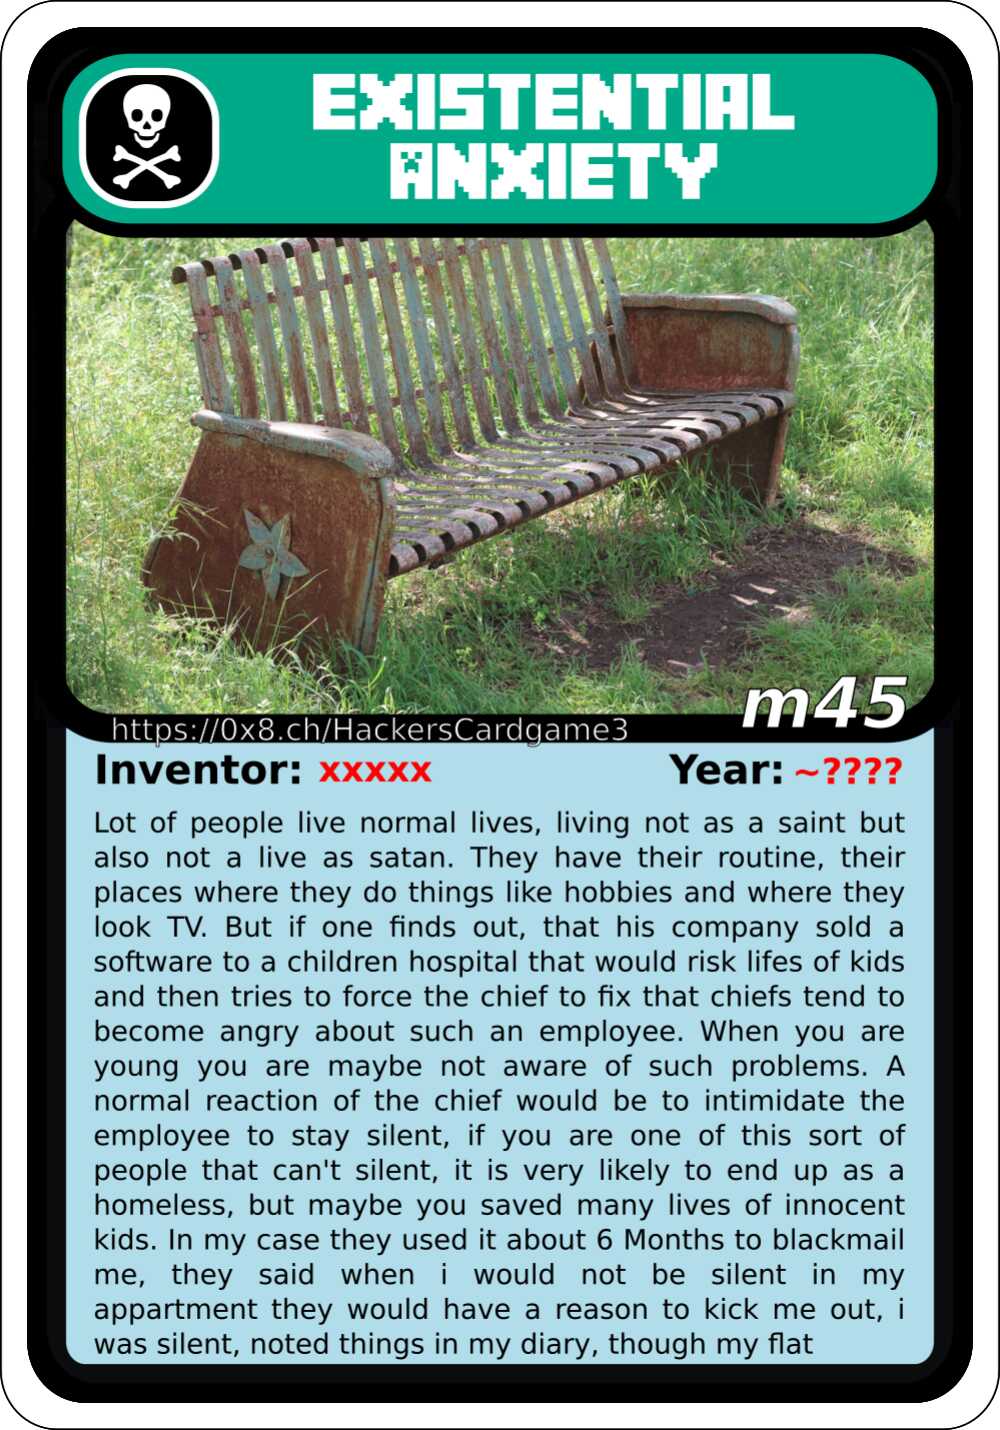 EXISTENTIAL
ANXIETY
m45
https://0x8.ch/HackersCardgame3
Inventor: xxxxx Year: ~????
Lot of people live normal lives, living not as a saint but
also not a live as satan. They have their routine, their
places where they do things like hobbies and where they
look TV. But if one finds out, that his company sold a
software to a children hospital that would risk lifes of kids
and then tries to force the chief to fix that chiefs tend to
become angry about such an employee. When you are
young you are maybe not aware of such problems. A
normal reaction of the chief would be to intimidate the
employee to stay silent, if you are one of this sort of
people that can't silent, it is very likely to end up as a
homeless, but maybe you saved many lives of innocent
kids. In my case they used it about 6 Months to blackmail
me, they said when i would not be silent in my
appartment they would have a reason to kick me out, i
was silent, noted things in my diary, though my flat